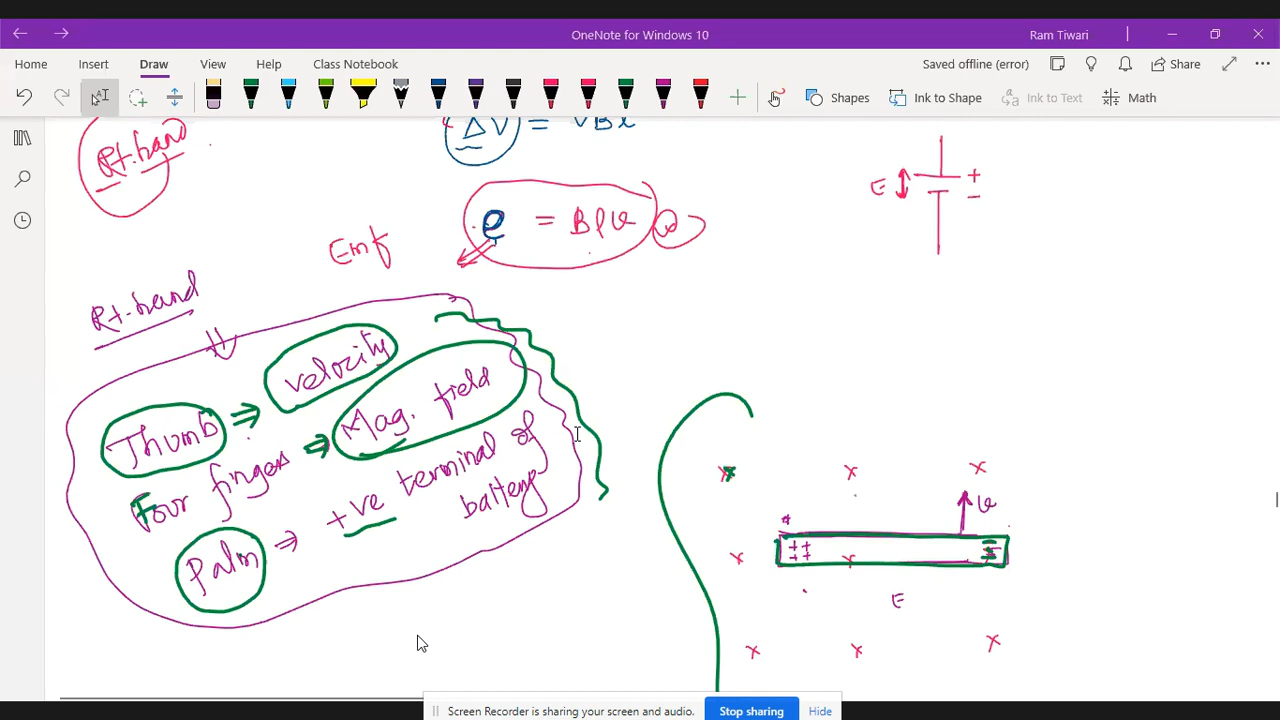 OneNote for Windows 10
Ram Tiwari
Home Insert Draw View Help Class Notebook
Saved offline (error)
Share
Shapes
Ink to Shape
Ink to Text
Math
Rt. hand
ΔV = vBl
e = Blv
Emf
E
+
-
Rt-hand
Thumb ⇒ velocity
Four fingers ⇒ Mag. field
Palm ⇒ +ve terminal of
battery
x x x
v
++
++
x x
E
x x x
Screen Recorder is sharing your screen and audio.
Stop sharing
Hide